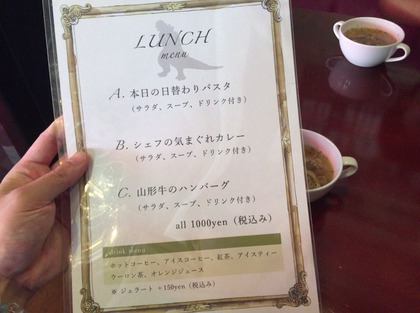 LUNCH
menu
A. 本日の日替わりパスタ
(サラダ、スープ、ドリンク付き)
B. シェフの気まぐれカレー
(サラダ、スープ、ドリンク付き)
C. 山形牛のハンバーグ
(サラダ、スープ、ドリンク付き)
all 1000yen (税込み)
drink menu
ホットコーヒー、アイスコーヒー、紅茶、アイスティー
ウーロン茶、オレンジジュース
※ ジェラート +150yen(税込み)